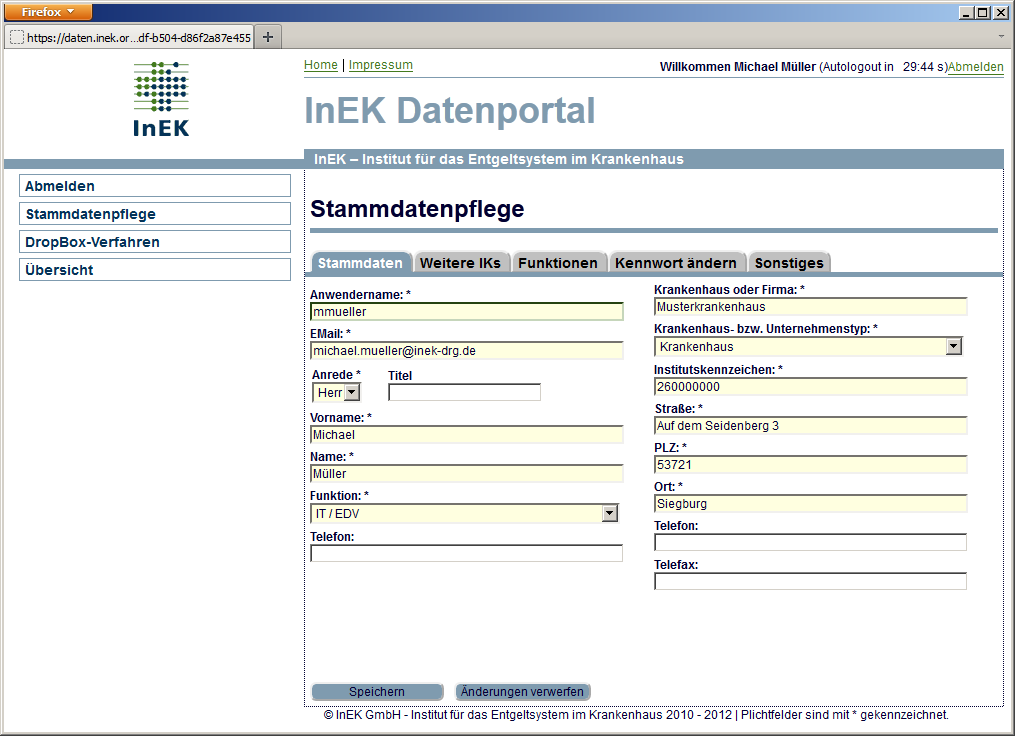 Firefox
https://daten.inek.or...df-b504-d86f2a87e455
Home | Impressum
Willkommen Michael Müller (Autologout in 29:44 s)Abmelden
InEK
InEK Datenportal
InEK – Institut für das Entgeltsystem im Krankenhaus
Abmelden
Stammdatenpflege
DropBox-Verfahren
Übersicht
Stammdatenpflege
Stammdaten Weitere IKs Funktionen Kennwort ändern Sonstiges
Anwendername: *
mmueller
EMail: *
michael.mueller@inek-drg.de
Anrede * Titel
Herr
Vorname: *
Michael
Name: *
Müller
Funktion: *
IT / EDV
Telefon:
Krankenhaus oder Firma: *
Musterkrankenhaus
Krankenhaus- bzw. Unternehmenstyp: *
Krankenhaus
Institutskennzeichen: *
260000000
Straße: *
Auf dem Seidenberg 3
PLZ: *
53721
Ort: *
Siegburg
Telefon:
Telefax:
Speichern Änderungen verwerfen
© InEK GmbH - Institut für das Entgeltsystem im Krankenhaus 2010 - 2012 | Plichtfelder sind mit * gekennzeichnet.